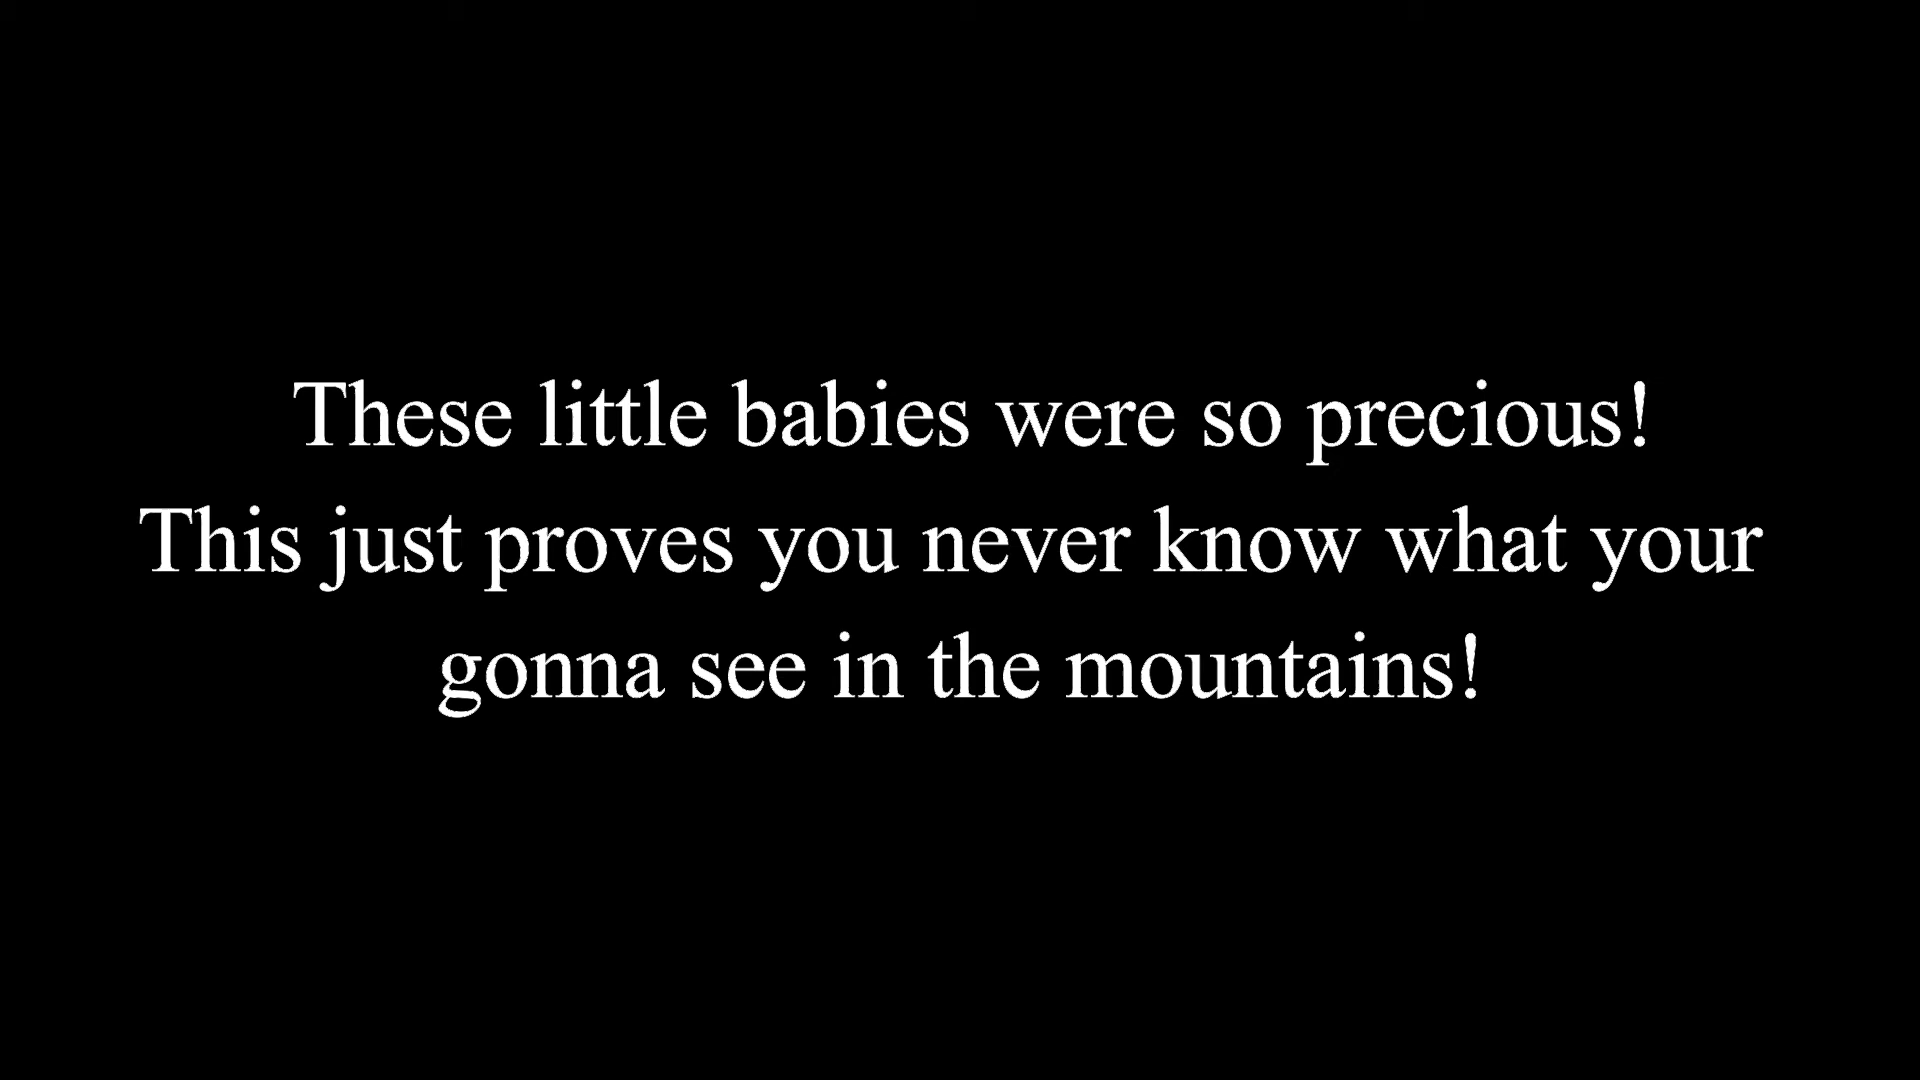 These little babies were so precious!
This just proves you never know what your
gonna see in the mountains!